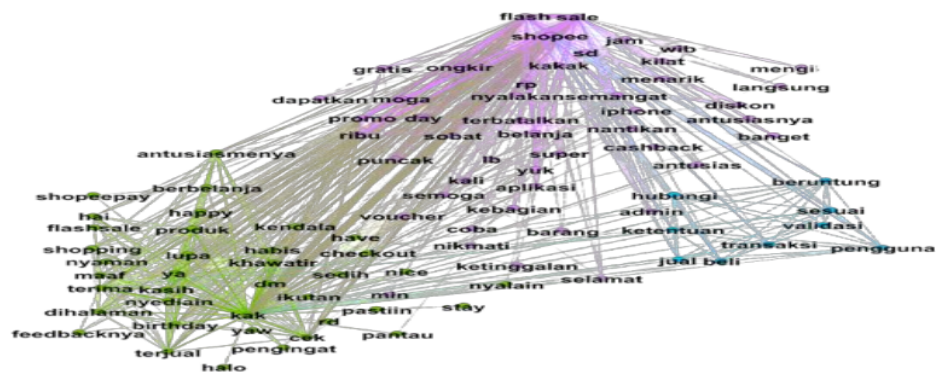 flash sale
shopee
jam
sd
wib
kakak
kilat
gratis
ongkir
mengi
rp
menarik
langsung
dapatkan
moga
nyalakan
semangat
iphone
diskon
promo day
terbatalkan
antusiasnya
ribu
sobat
belanja
nantikan
banget
cashback
antusiasmenya
puncak
lb
super
antusias
yuk
kali
aplikasi
beruntung
shopeepay
berbelanja
semoga
hubungi
hai
happy
voucher
kebagian
admin
sesuai
flashsale
produk
kendala
coba
barang
ketentuan
validasi
have
shopping
lupa
habis
checkout
nikmati
transaksi
pengguna
nyaman
khawatir
jual
beli
maaf
ya
sedih
nice
ketinggalan
selamat
terima
kasih
dm
nyalain
nyediain
ikutan
min
dihalaman
kak
pastiin
stay
birthday
yaw
rd
feedbacknya
cek
pantau
terjual
pengingat
halo